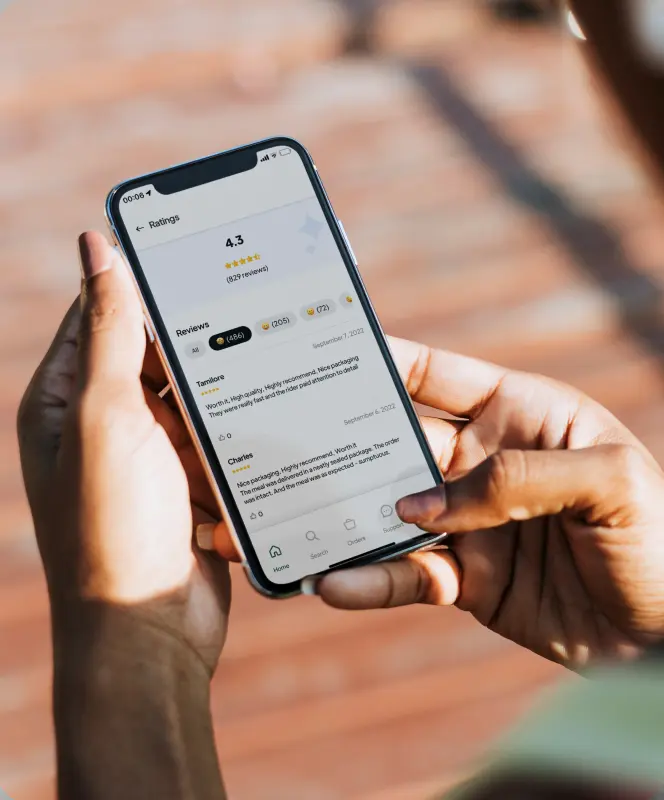 00:06
Ratings
4.3
(829 reviews)
Reviews
All
(486)
(205)
(72)
Tamilore
September 7, 2022
Worth it, High quality, Highly recommend, Nice packaging
They were really fast and the rider paid attention to detail
0
Charles
September 6, 2022
Nice packaging, Highly recommend, Worth it
The meal was delivered in a neatly sealed package. The order
was intact. And the meal was as expected - sumptuous.
0
Home
Search
Orders
Support